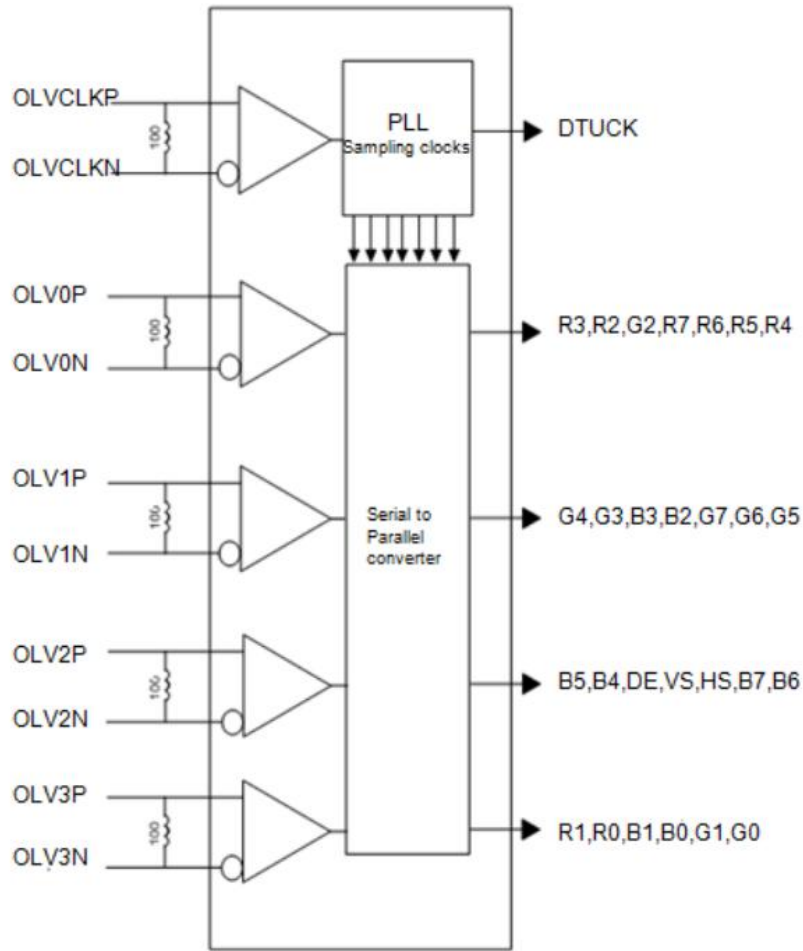 OLVCLKP
100
OLVCLKN
PLL
Sampling clocks
DTUCK
OLV0P
100
OLV0N
R3,R2,G2,R7,R6,R5,R4
OLV1P
100
OLV1N
Serial to
Parallel
converter
G4,G3,B3,B2,G7,G6,G5
OLV2P
100
OLV2N
B5,B4,DE,VS,HS,B7,B6
OLV3P
100
OLV3N
R1,R0,B1,B0,G1,G0